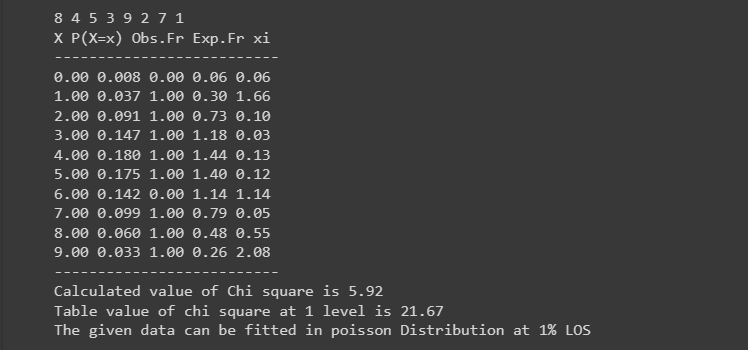 8 4 5 3 9 2 7 1
X P(X=x) Obs.Fr Exp.Fr xi
---------------------------
0.00 0.008 0.00 0.06 0.06
1.00 0.037 1.00 0.30 1.66
2.00 0.091 1.00 0.73 0.10
3.00 0.147 1.00 1.18 0.03
4.00 0.180 1.00 1.44 0.13
5.00 0.175 1.00 1.40 0.12
6.00 0.142 0.00 1.14 1.14
7.00 0.099 1.00 0.79 0.05
8.00 0.060 1.00 0.48 0.55
9.00 0.033 1.00 0.26 2.08
---------------------------
Calculated value of Chi square is 5.92
Table value of chi square at 1 level is 21.67
The given data can be fitted in poisson Distribution at 1% LOS